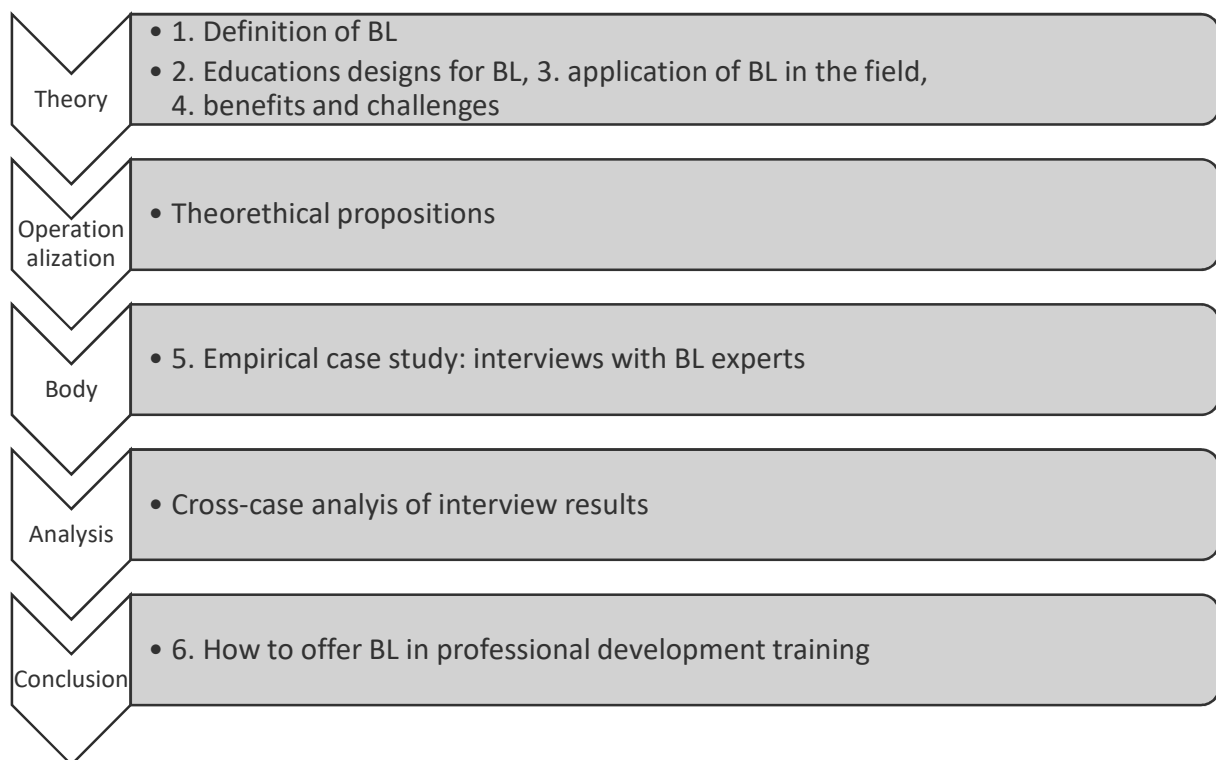 Theory
• 1. Definition of BL
• 2. Educations designs for BL, 3. application of BL in the field,
4. benefits and challenges
Operation
alization
• Theorethical propositions
Body
• 5. Empirical case study: interviews with BL experts
Analysis
• Cross-case analyis of interview results
Conclusion
• 6. How to offer BL in professional development training